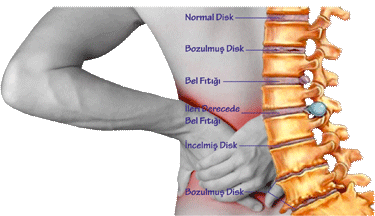 Normal Disk
Bozulmuş Disk
Bel Fıtığı
İleri Derecede
Bel Fıtığı
İncelmiş Disk
Bozulmuş Disk